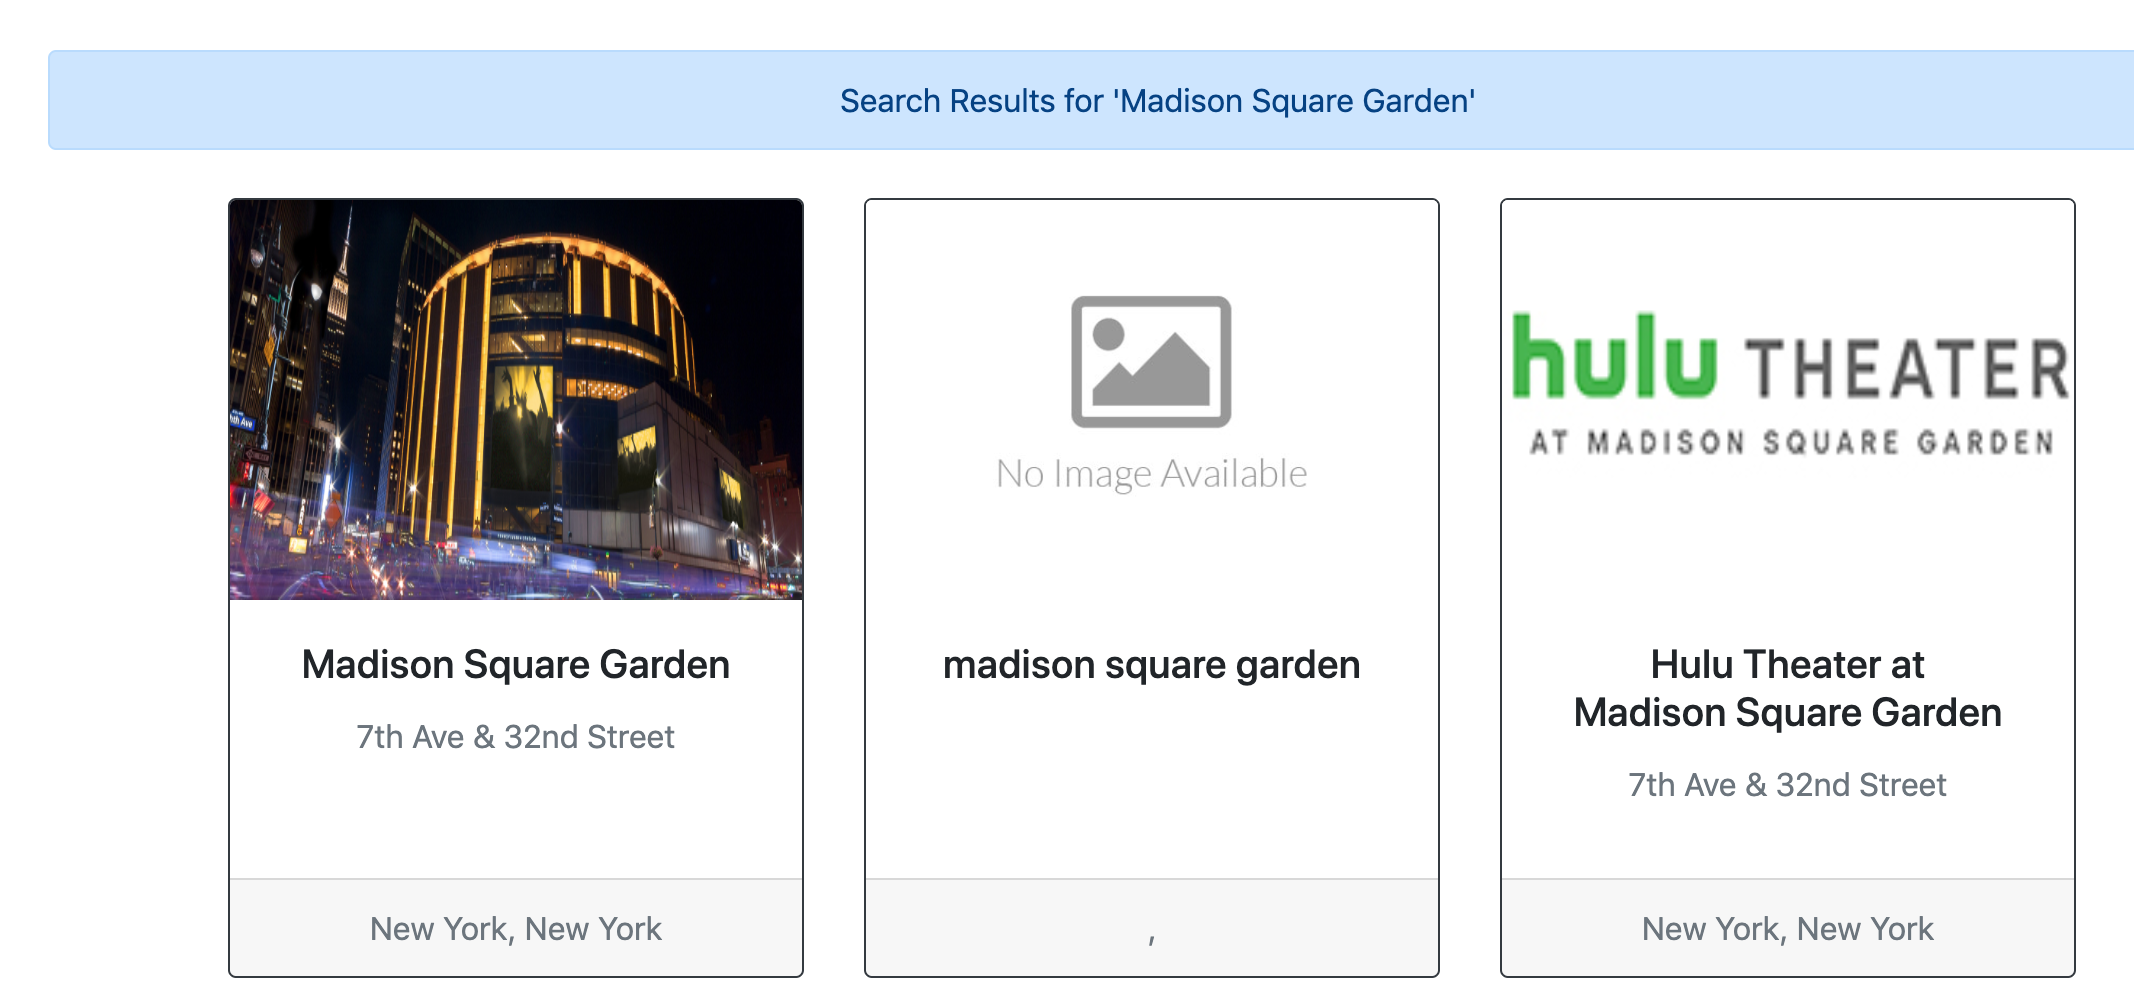 Search Results for 'Madison Square Garden'
8th Ave
No Image Available
hulu THEATER
AT MADISON SQUARE GARDEN
Madison Square Garden
7th Ave & 32nd Street
New York, New York
madison square garden
,
Hulu Theater at
Madison Square Garden
7th Ave & 32nd Street
New York, New York